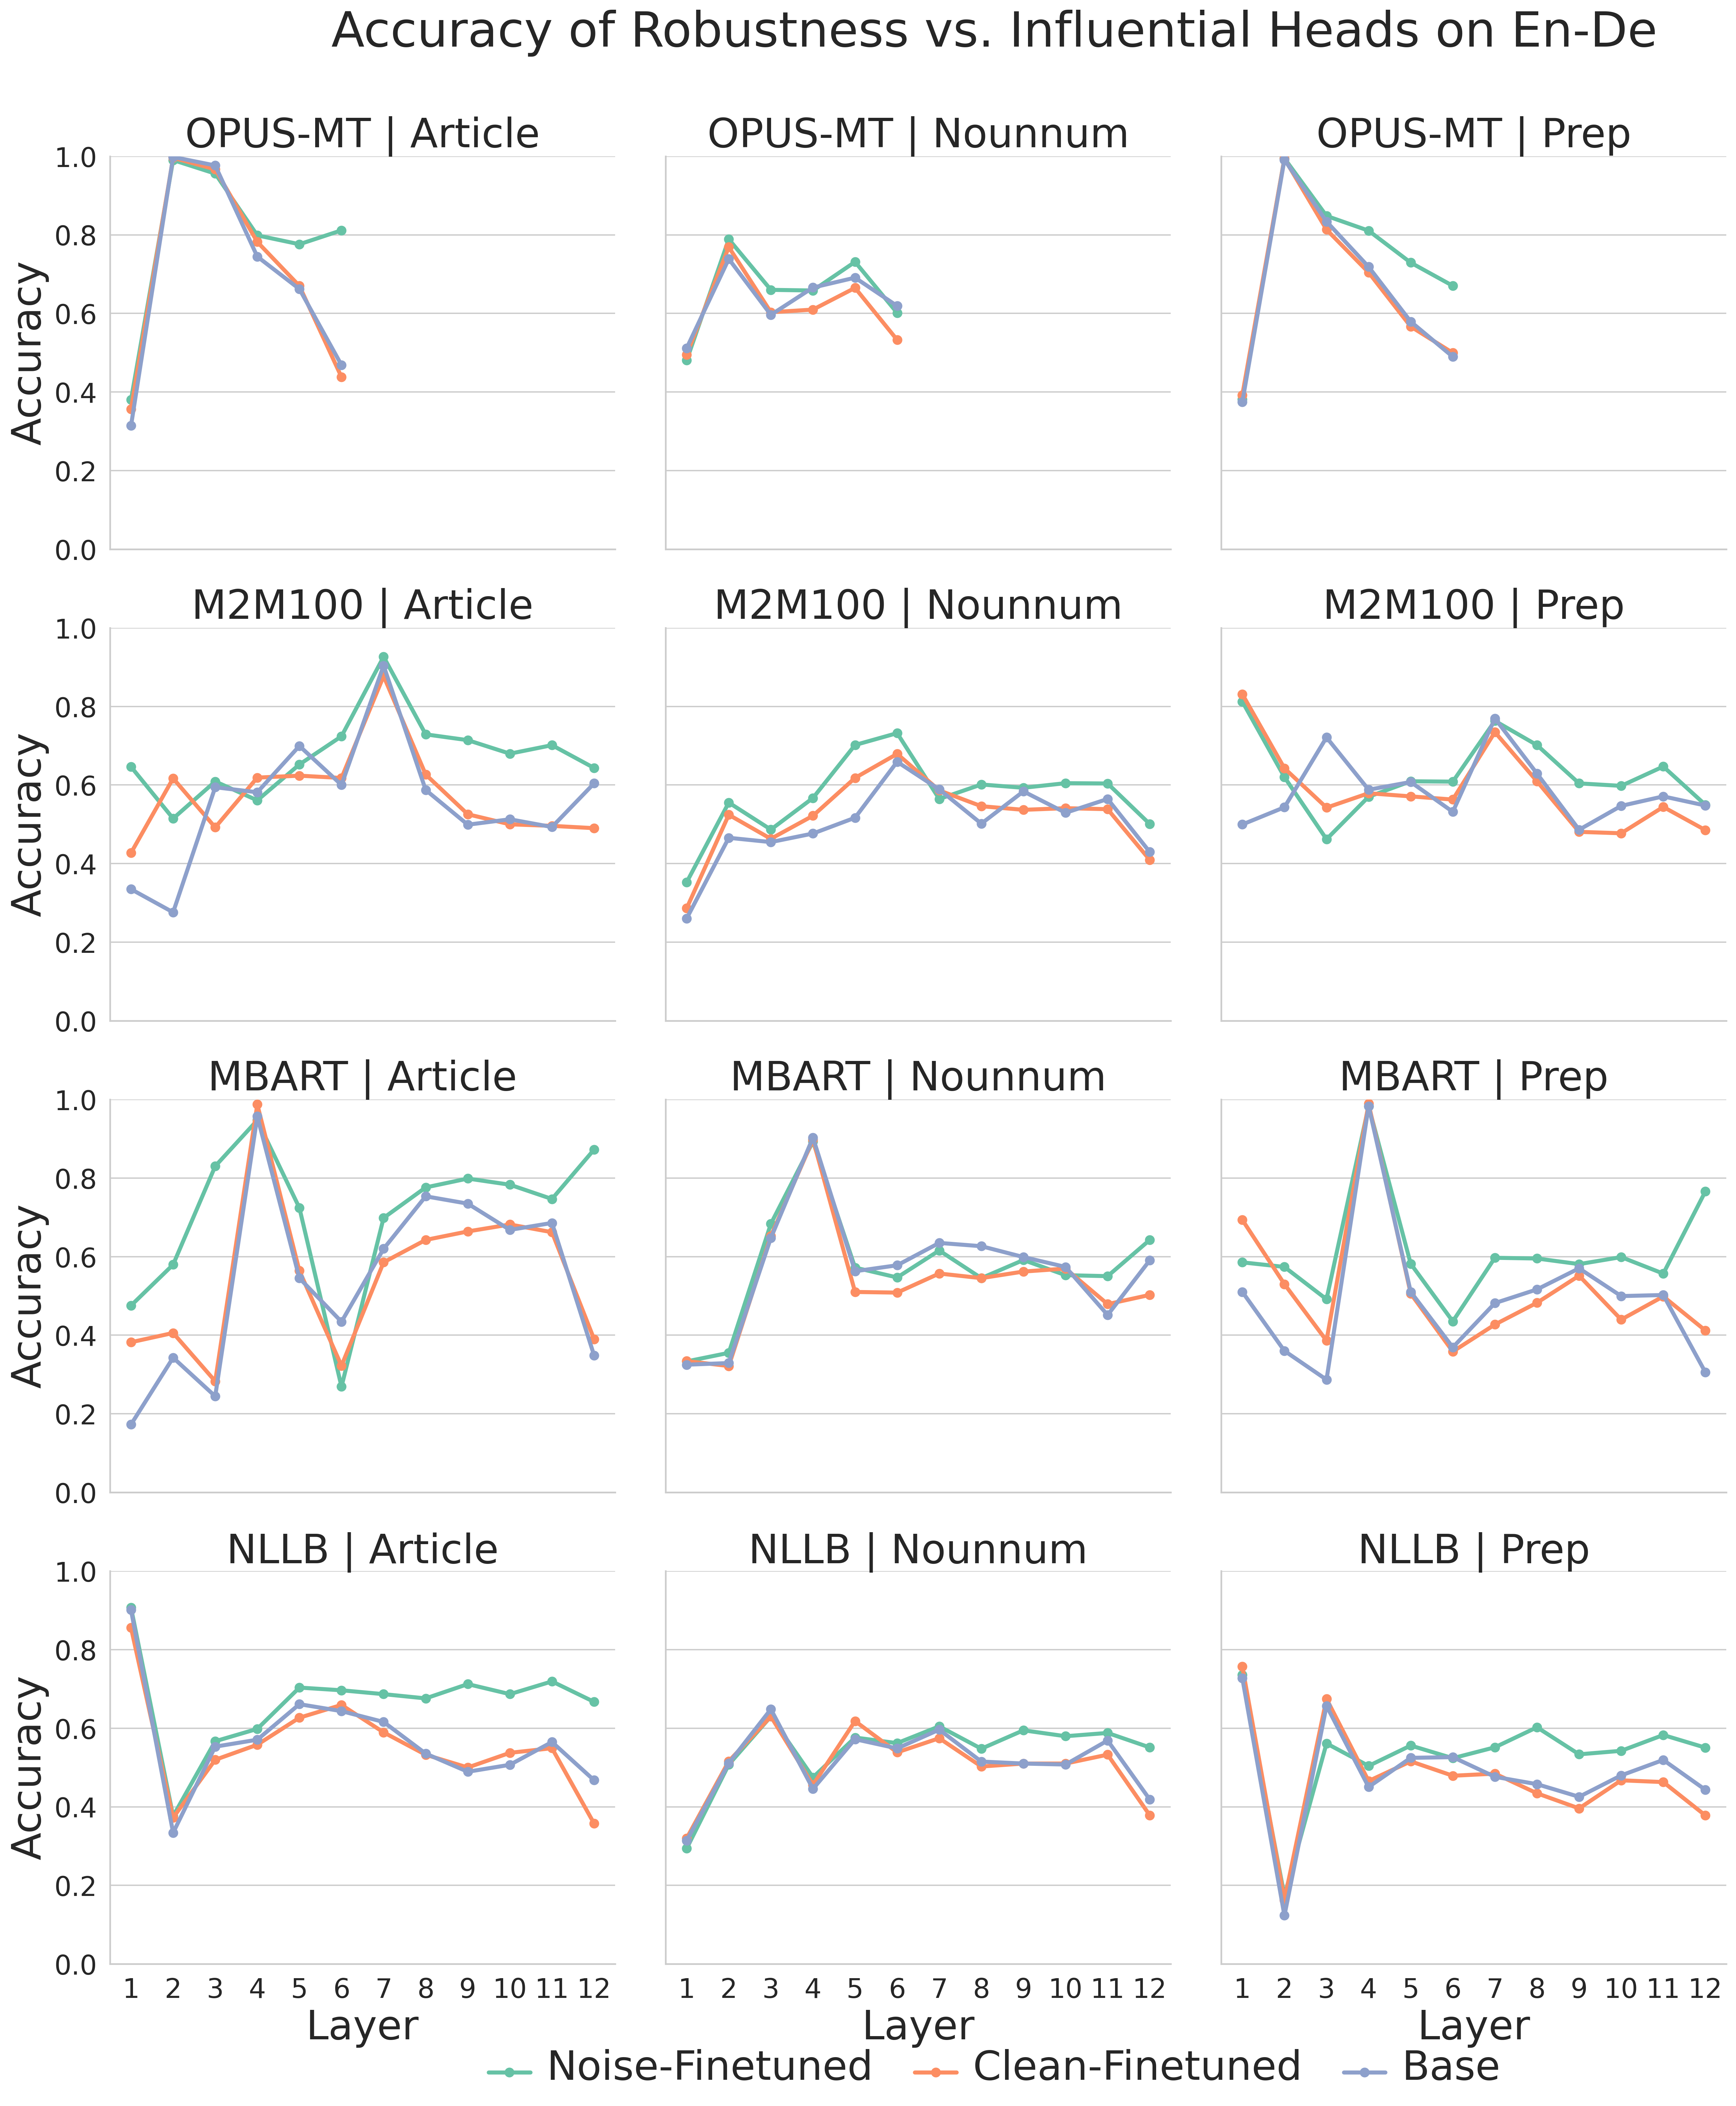 Accuracy of Robustness vs. Influential Heads on En-De
OPUS-MT | Article
OPUS-MT | Nounnum
OPUS-MT | Prep
Accuracy
1.0
0.8
0.6
0.4
0.2
0.0
M2M100 | Article
M2M100 | Nounnum
M2M100 | Prep
Accuracy
1.0
0.8
0.6
0.4
0.2
0.0
MBART | Article
MBART | Nounnum
MBART | Prep
Accuracy
1.0
0.8
0.6
0.4
0.2
0.0
NLLB | Article
NLLB | Nounnum
NLLB | Prep
Accuracy
1.0
0.8
0.6
0.4
0.2
0.0
1 2 3 4 5 6 7 8 9 10 11 12
1 2 3 4 5 6 7 8 9 10 11 12
1 2 3 4 5 6 7 8 9 10 11 12
Layer
Layer
Layer
Noise-Finetuned
Clean-Finetuned
Base